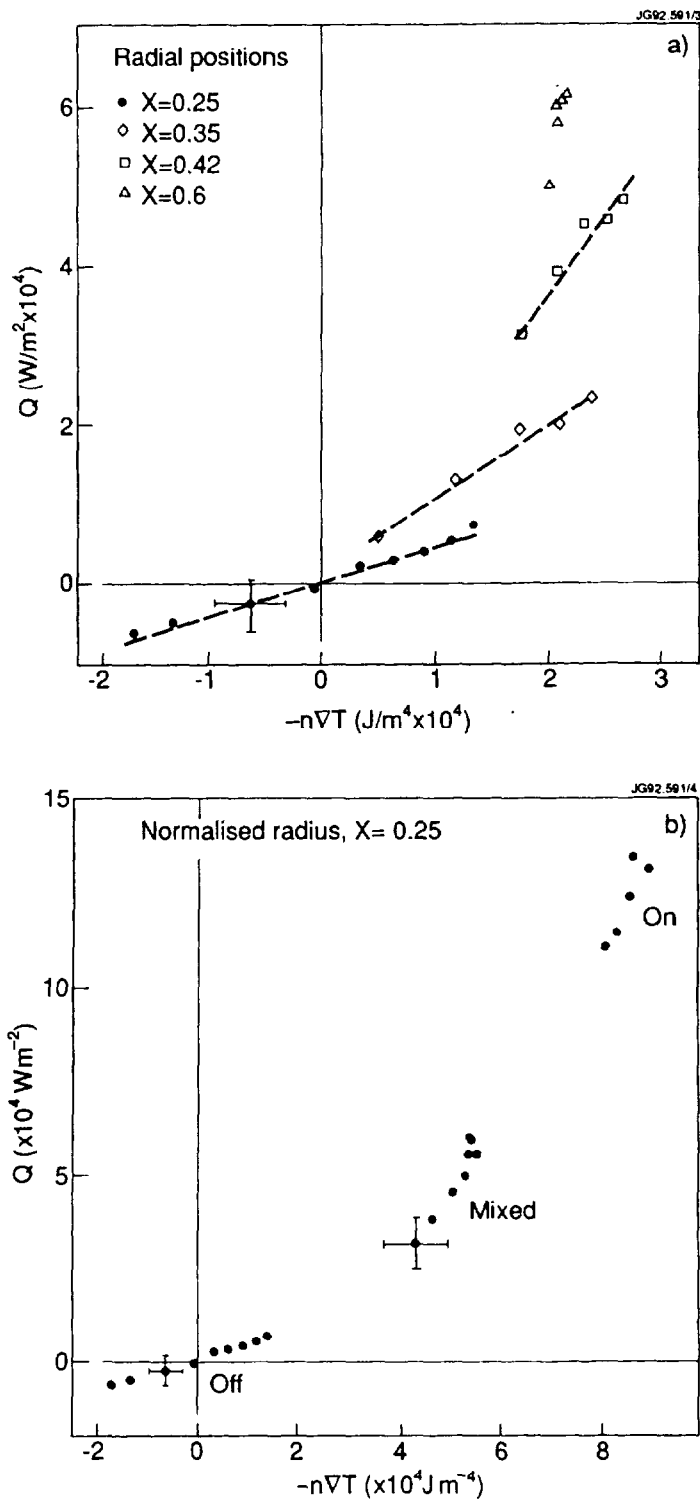 JG92.591/3
a)
Radial positions
● X=0.25
◇ X=0.35
□ X=0.42
△ X=0.6
6
4
2
0
Q (W/m²x10⁴)
-2 -1 0 1 2 3
–n∇T (J/m⁴x10⁴)
JG92.591/4
15
Normalised radius, X= 0.25
b)
On
10
Q (x10⁴ Wm⁻²)
5
Mixed
0
Off
-2 0 2 4 6 8
-n∇T (x10⁴Jm⁻⁴)